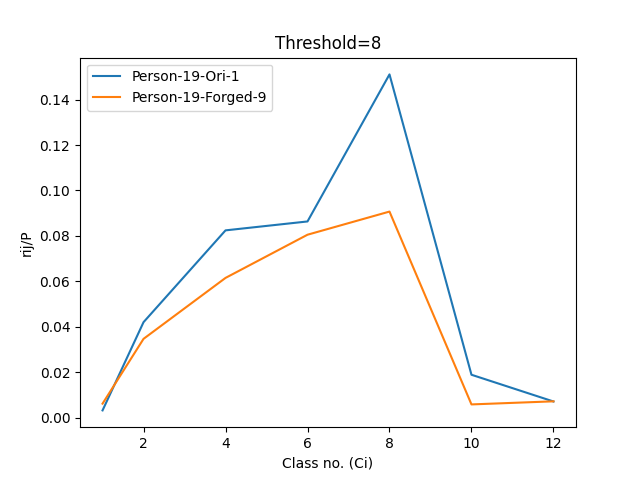 Threshold=8
Person-19-Ori-1
Person-19-Forged-9
rij/P
0.14
0.12
0.10
0.08
0.06
0.04
0.02
0.00
2 4 6 8 10 12
Class no. (Ci)